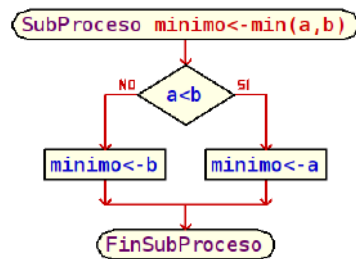 SubProceso minimo<-min(a,b)
NO
SI
a<b
minimo<-b
minimo<-a
FinSubProceso